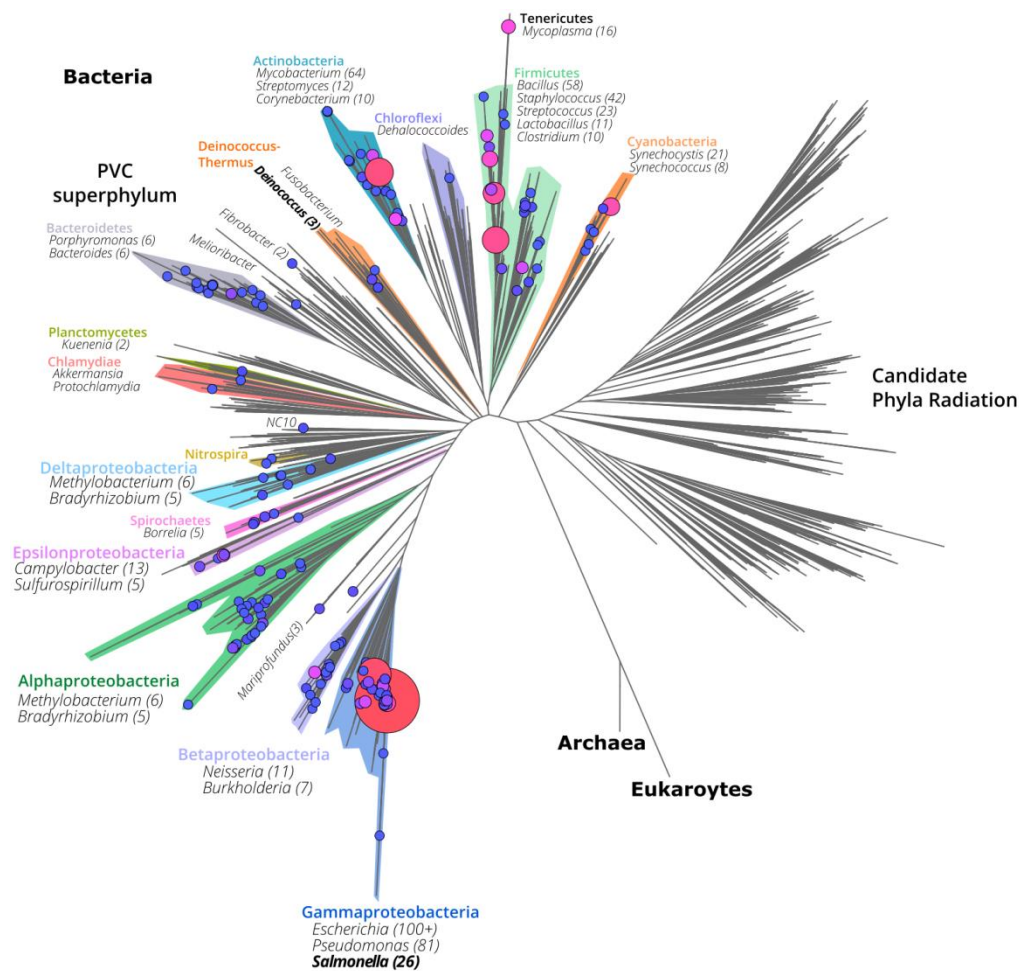 Tenericutes
Mycoplasma (16)
Bacteria
Actinobacteria
Mycobacterium (64)
Streptomyces (12)
Corynebacterium (10)
Firmicutes
Bacillus (58)
Staphylococcus (42)
Streptococcus (23)
Lactobacillus (11)
Clostridium (10)
Chloroflexi
Dehalococcoides
Cyanobacteria
Synechocystis (21)
Synechococcus (8)
Deinococcus-
Thermus
Deinococcus (3)
Fusobacterium
PVC
superphylum
Fibrobacter (2)
Melioribacter
Bacteroidetes
Porphyromonas (6)
Bacteroides (6)
Planctomycetes
Kuenenia (2)
Chlamydiae
Akkermansia
Protochlamydia
Candidate
Phyla Radiation
NC10
Nitrospira
Deltaproteobacteria
Methylobacterium (6)
Bradyrhizobium (5)
Spirochaetes
Borrelia (5)
Epsilonproteobacteria
Campylobacter (13)
Sulfurospirillum (5)
Mariprofundus(3)
Alphaproteobacteria
Methylobacterium (6)
Bradyrhizobium (5)
Betaproteobacteria
Neisseria (11)
Burkholderia (7)
Archaea
Eukaroytes
Gammaproteobacteria
Escherichia (100+)
Pseudomonas (81)
Salmonella (26)